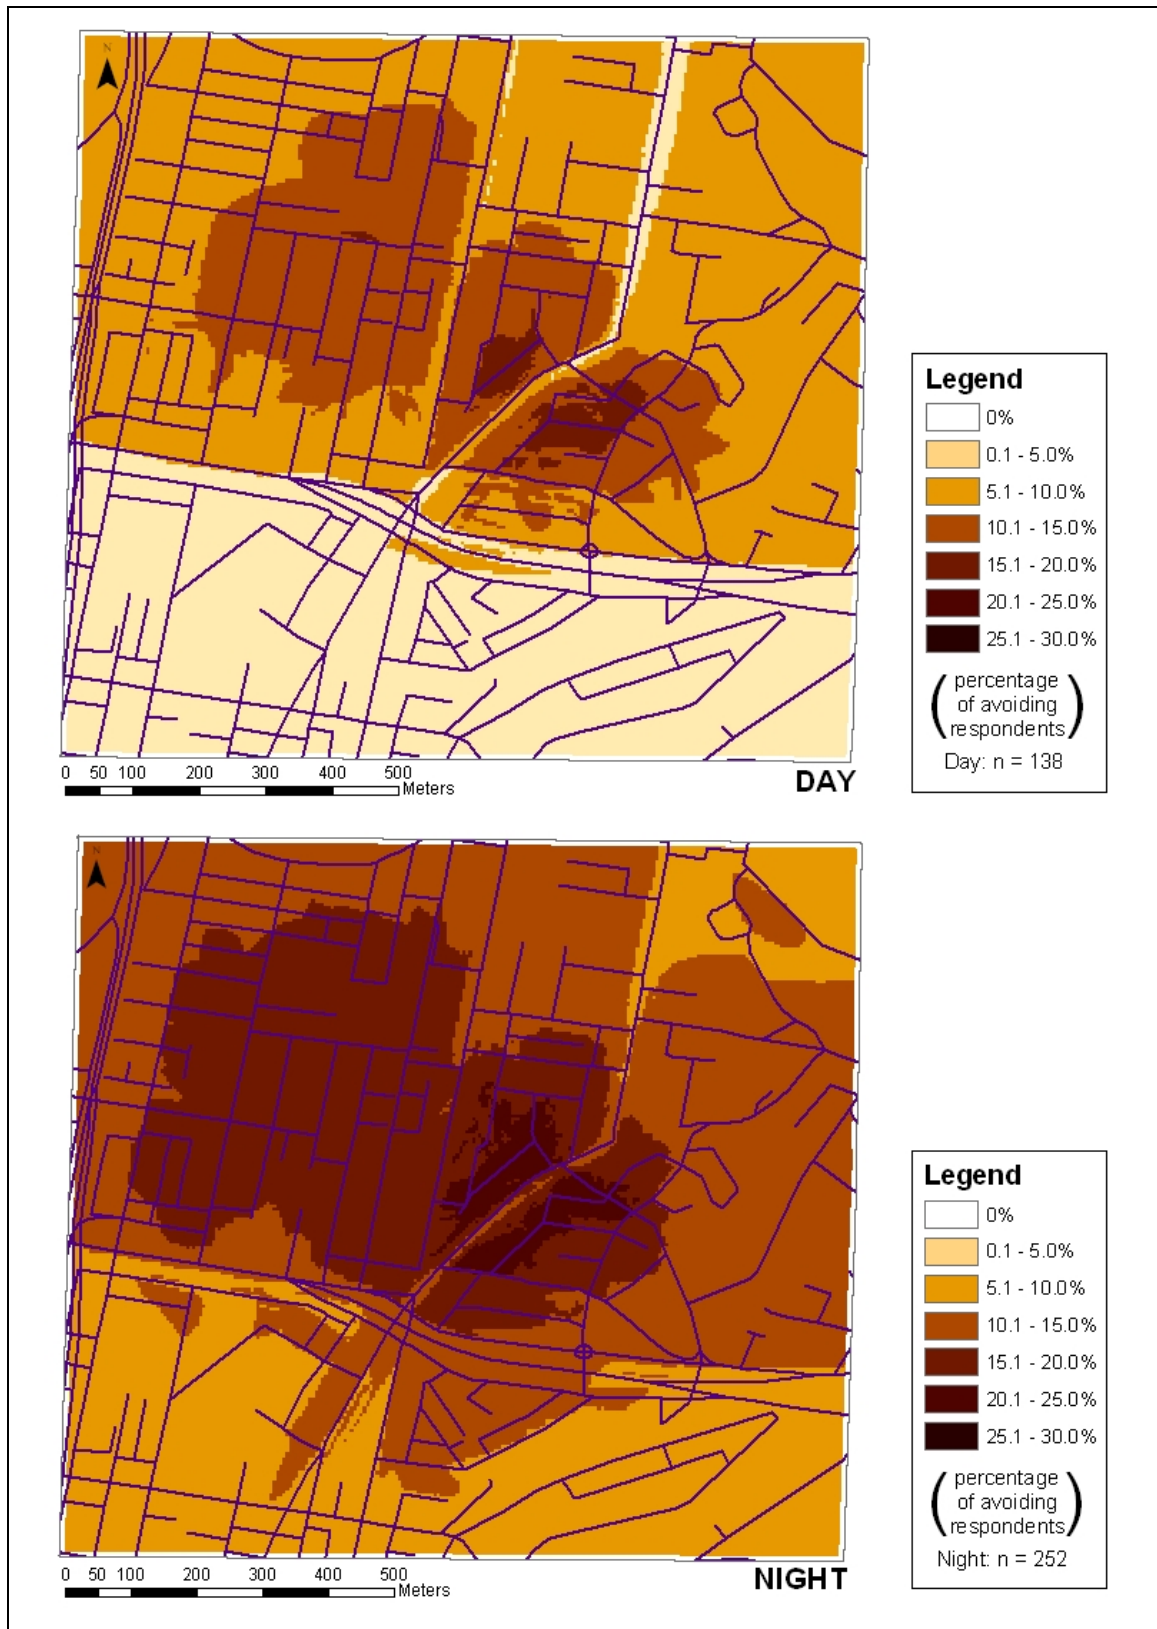 N
Legend
0%
0.1 - 5.0%
5.1 - 10.0%
10.1 - 15.0%
15.1 - 20.0%
20.1 - 25.0%
25.1 - 30.0%
( percentage
of avoiding
respondents )
Day: n = 138
0 50 100 200 300 400 500
Meters
DAY
N
Legend
0%
0.1 - 5.0%
5.1 - 10.0%
10.1 - 15.0%
15.1 - 20.0%
20.1 - 25.0%
25.1 - 30.0%
( percentage
of avoiding
respondents )
Night: n = 252
0 50 100 200 300 400 500
Meters
NIGHT